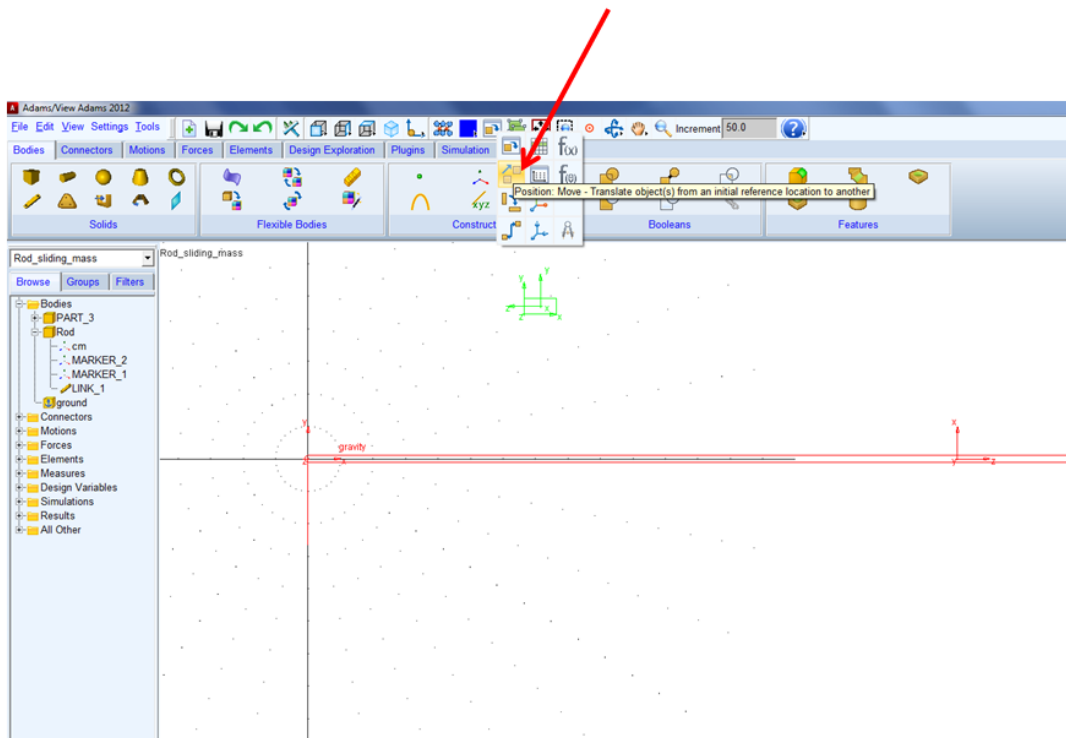 Adams/View Adams 2012
File Edit View Settings Tools Increment 50.0
Bodies Connectors Motions Forces Elements Design Exploration Plugins Simulation f(x)
Position: Move - Translate object(s) from an initial reference location to another
xyz
Solids Flexible Bodies Construct Booleans Features
Rod_sliding_mass Rod_sliding_mass
Browse Groups Filters
Bodies
PART_3
Rod
cm
MARKER_2
MARKER_1
LINK_1
ground
Connectors
Motions
Forces
Elements
Measures
Design Variables
Simulations
Results
All Other
Y Y
z x
z x
Y gravity x
z x
x
y z